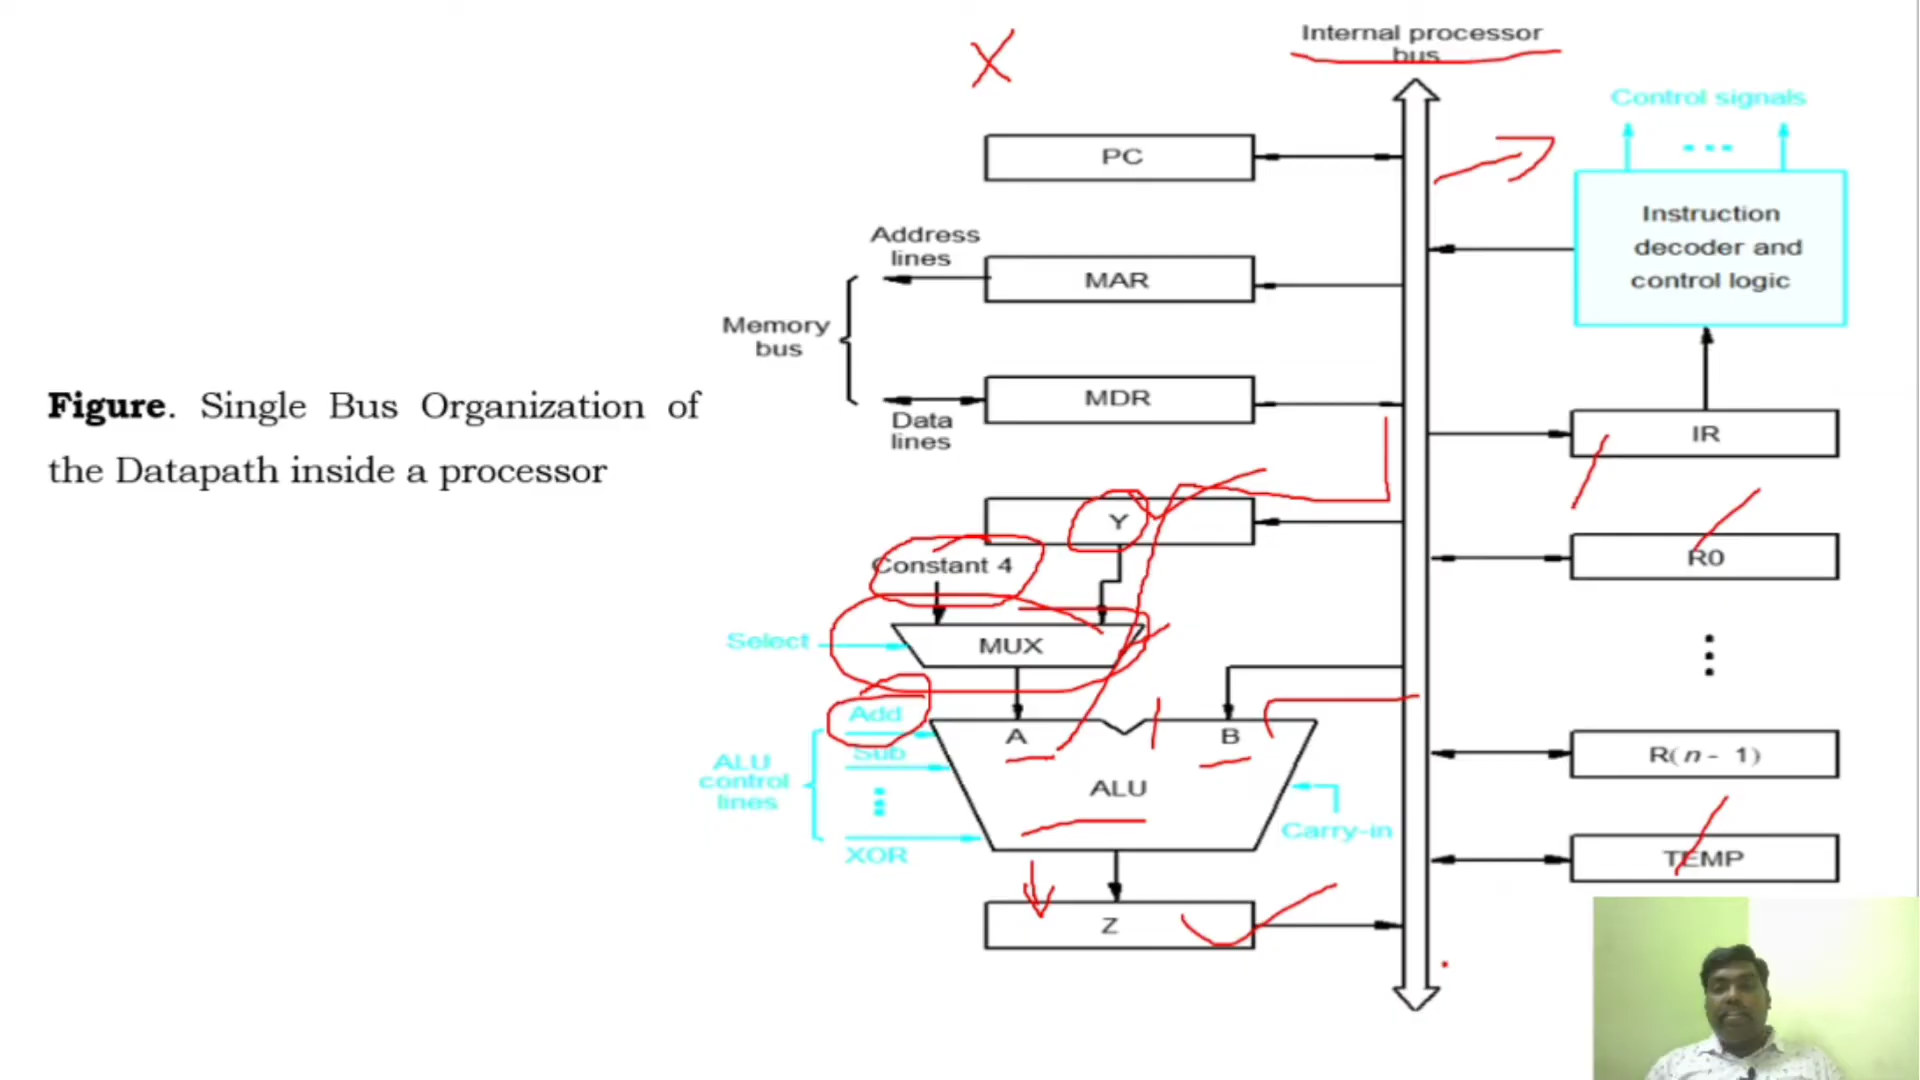 Internal processor
bus
Control signals
PC
Instruction
decoder and
control logic
Address
lines
MAR
Memory
bus
MDR
Data
lines
IR
Figure. Single Bus Organization of
the Datapath inside a processor
Y
R0
Constant 4
Select
MUX
Add
Sub
ALU
control
lines
XOR
A
B
ALU
Carry-in
R(n - 1)
TEMP
Z
X